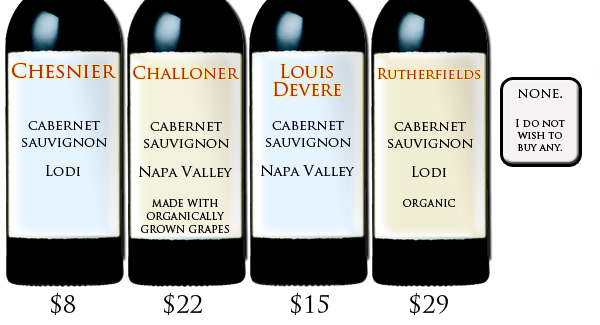 CHESNIER
CABERNET
SAUVIGNON
LODI
$8
CHALLONER
CABERNET
SAUVIGNON
NAPA VALLEY
MADE WITH
ORGANICALLY
GROWN GRAPES
$22
LOUIS
DEVERE
CABERNET
SAUVIGNON
NAPA VALLEY
$15
RUTHERFIELDS
CABERNET
SAUVIGNON
LODI
ORGANIC
$29
NONE.
I DO NOT
WISH TO
BUY ANY.